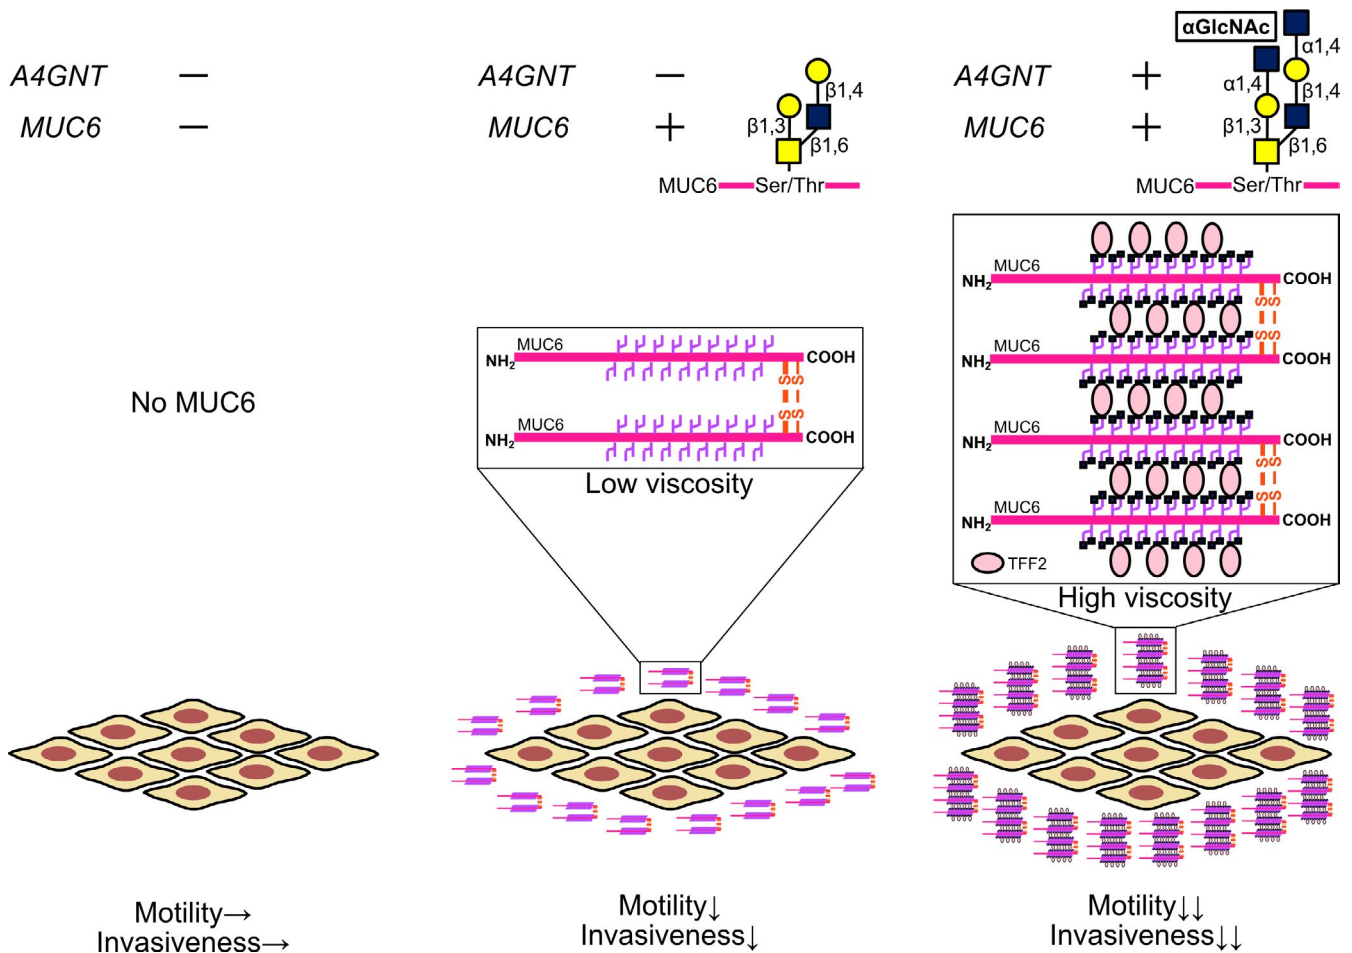 A4GNT −
MUC6 −
No MUC6
Motility→
Invasiveness→
A4GNT −
MUC6 +
β1,4
β1,3
β1,6
MUC6 Ser/Thr
NH2 MUC6 COOH
S S
S S
NH2 MUC6 COOH
Low viscosity
Motility↓
Invasiveness↓
A4GNT +
MUC6 +
αGlcNAc
α1,4
α1,4
β1,4
β1,3
β1,6
MUC6 Ser/Thr
NH2 MUC6 COOH
S S
S S
NH2 MUC6 COOH
NH2 MUC6 COOH
S S
S S
NH2 MUC6 COOH
TFF2
High viscosity
Motility↓↓
Invasiveness↓↓